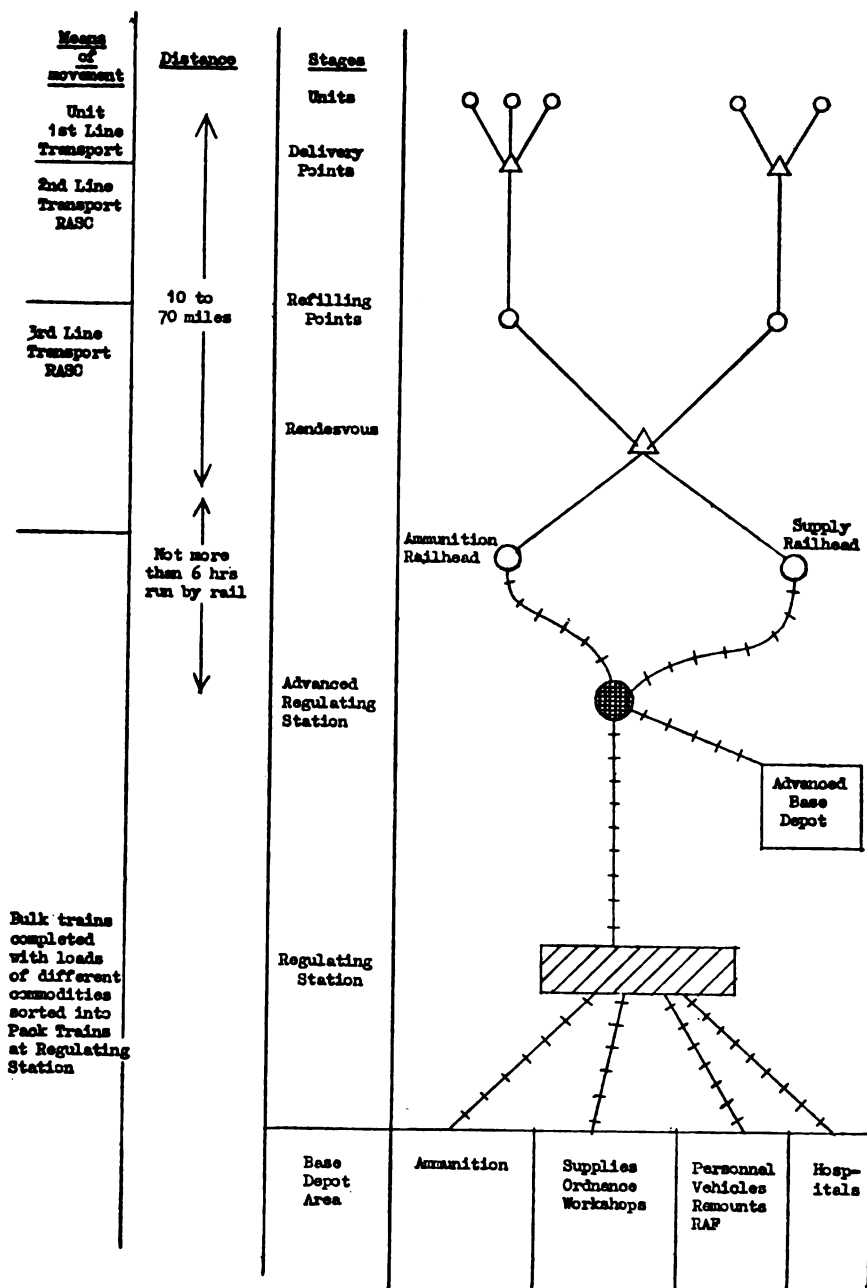 Means
of
movement
Unit
1st Line
Transport
2nd Line
Transport
RASC
3rd Line
Transport
RASC
Bulk trains
completed
with loads
of different
commodities
sorted into
Pack Trains
at Regulating
Station
Distance
10 to
70 miles
Not more
than 6 hrs
run by rail
Stages
Units
Delivery
Points
Refilling
Points
Rendesvous
Advanced
Regulating
Station
Regulating
Station
Base
Depot
Area
Ammunition
Railhead
Supply
Railhead
Advanced
Base
Depot
Ammunition
Supplies
Ordnance
Workshops
Personnel
Vehicles
Remounts
RAF
Hosp-
itals